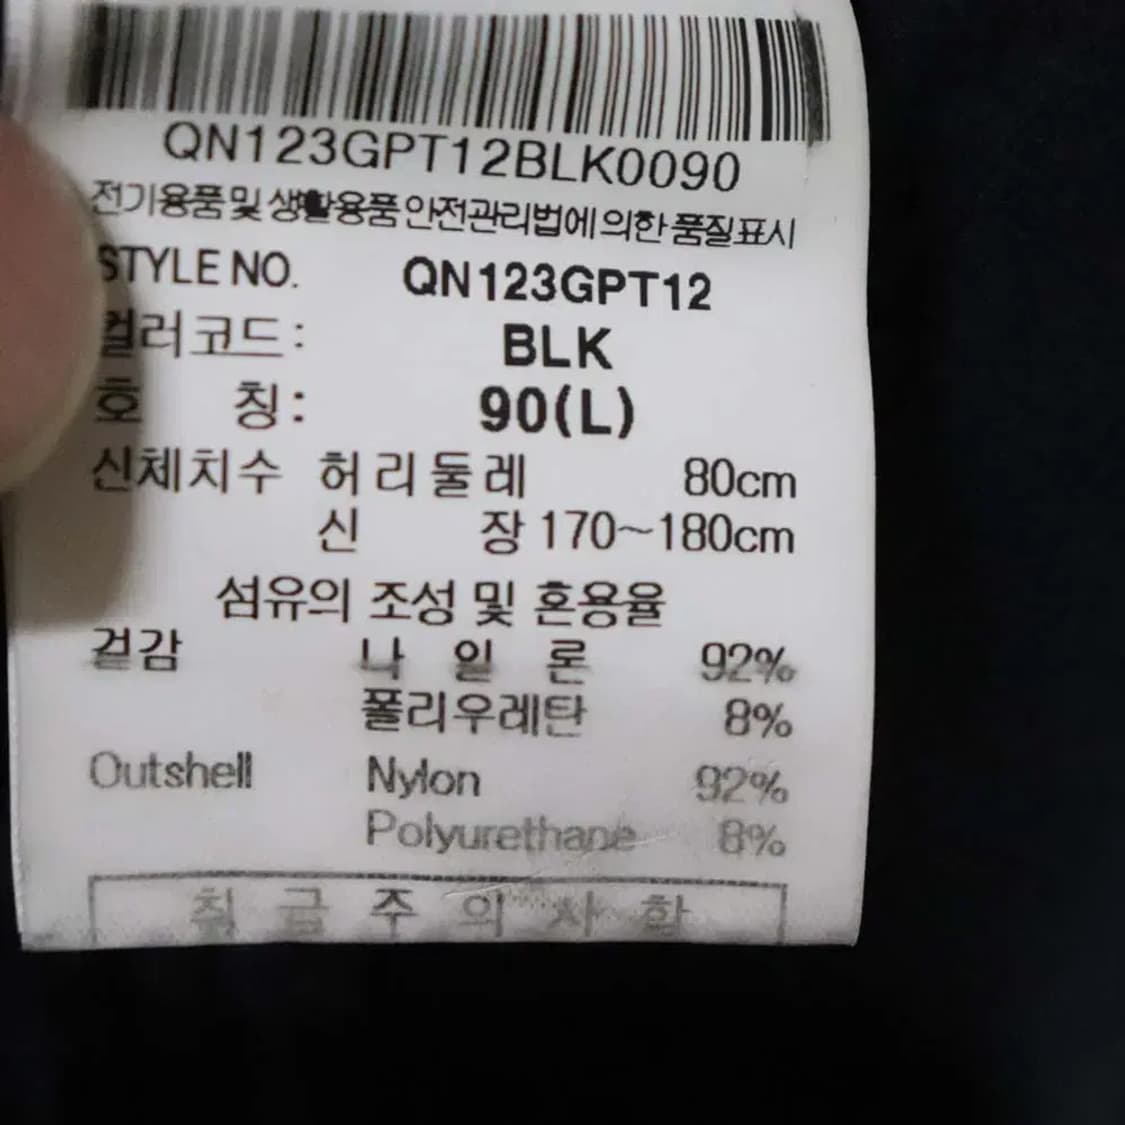 QN123GPT12BLK0090
전기용품 및 생활용품 안전관리법에 의한 품질표시
STYLE NO. QN123GPT12
컬러코드: BLK
호 칭: 90(L)
신체치수 허리둘레 80cm
신 장 170~180cm
섬유의 조성 및 혼용율
겉감 나 일 론 92%
폴리우레탄 8%
Outshell Nylon 92%
Polyurethane 8%
취 급 주 의 사 항